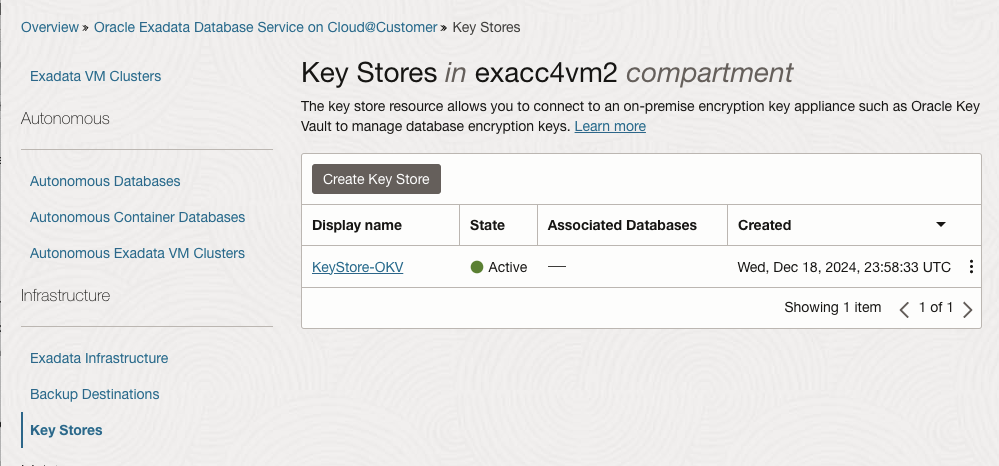 Overview » Oracle Exadata Database Service on Cloud@Customer » Key Stores
Exadata VM Clusters
Autonomous
Autonomous Databases
Autonomous Container Databases
Autonomous Exadata VM Clusters
Infrastructure
Exadata Infrastructure
Backup Destinations
Key Stores
Key Stores in exacc4vm2 compartment
The key store resource allows you to connect to an on-premise encryption key appliance such as Oracle Key
Vault to manage database encryption keys. Learn more
Create Key Store
Display name State Associated Databases Created
KeyStore-OKV Active — Wed, Dec 18, 2024, 23:58:33 UTC
Showing 1 item 1 of 1